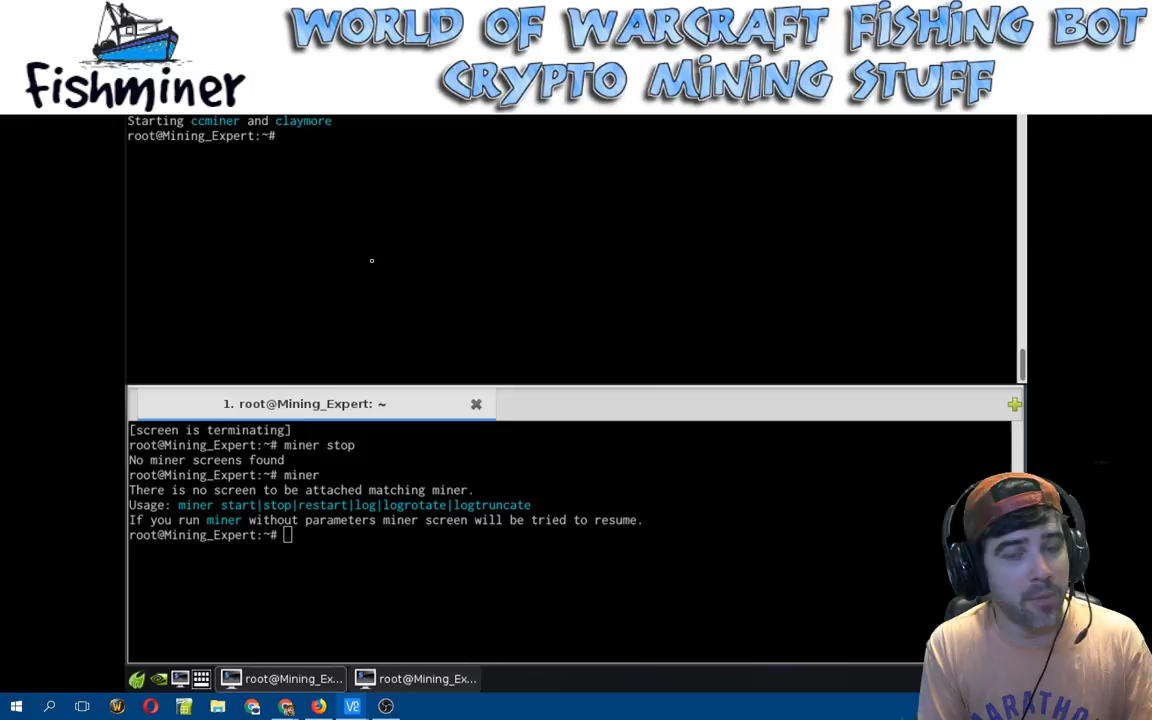 WORLD OF WARCRAFT FISHING BOT
CRYPTO MINING STUFF
Fishminer
Starting ccminer and claymore
root@Mining_Expert:~#
1. root@Mining_Expert: ~
[screen is terminating]
root@Mining_Expert:~# miner stop
No miner screens found
root@Mining_Expert:~# miner
There is no screen to be attached matching miner.
Usage: miner start|stop|restart|log|logrotate|logtruncate
If you run miner without parameters miner screen will be tried to resume.
root@Mining_Expert:~#
MARATHO
root@Mining_Ex...
root@Mining_Ex...